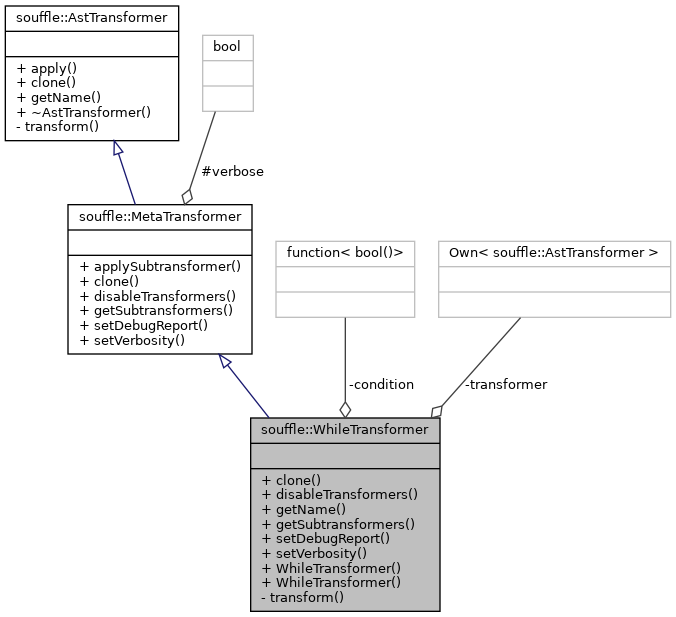 souffle::AstTransformer
+ apply()
+ clone()
+ getName()
+ ~AstTransformer()
- transform()
bool
#verbose
souffle::MetaTransformer
+ applySubtransformer()
+ clone()
+ disableTransformers()
+ getSubtransformers()
+ setDebugReport()
+ setVerbosity()
function< bool()>
Own< souffle::AstTransformer >
-condition
-transformer
souffle::WhileTransformer
+ clone()
+ disableTransformers()
+ getName()
+ getSubtransformers()
+ setDebugReport()
+ setVerbosity()
+ WhileTransformer()
+ WhileTransformer()
- transform()